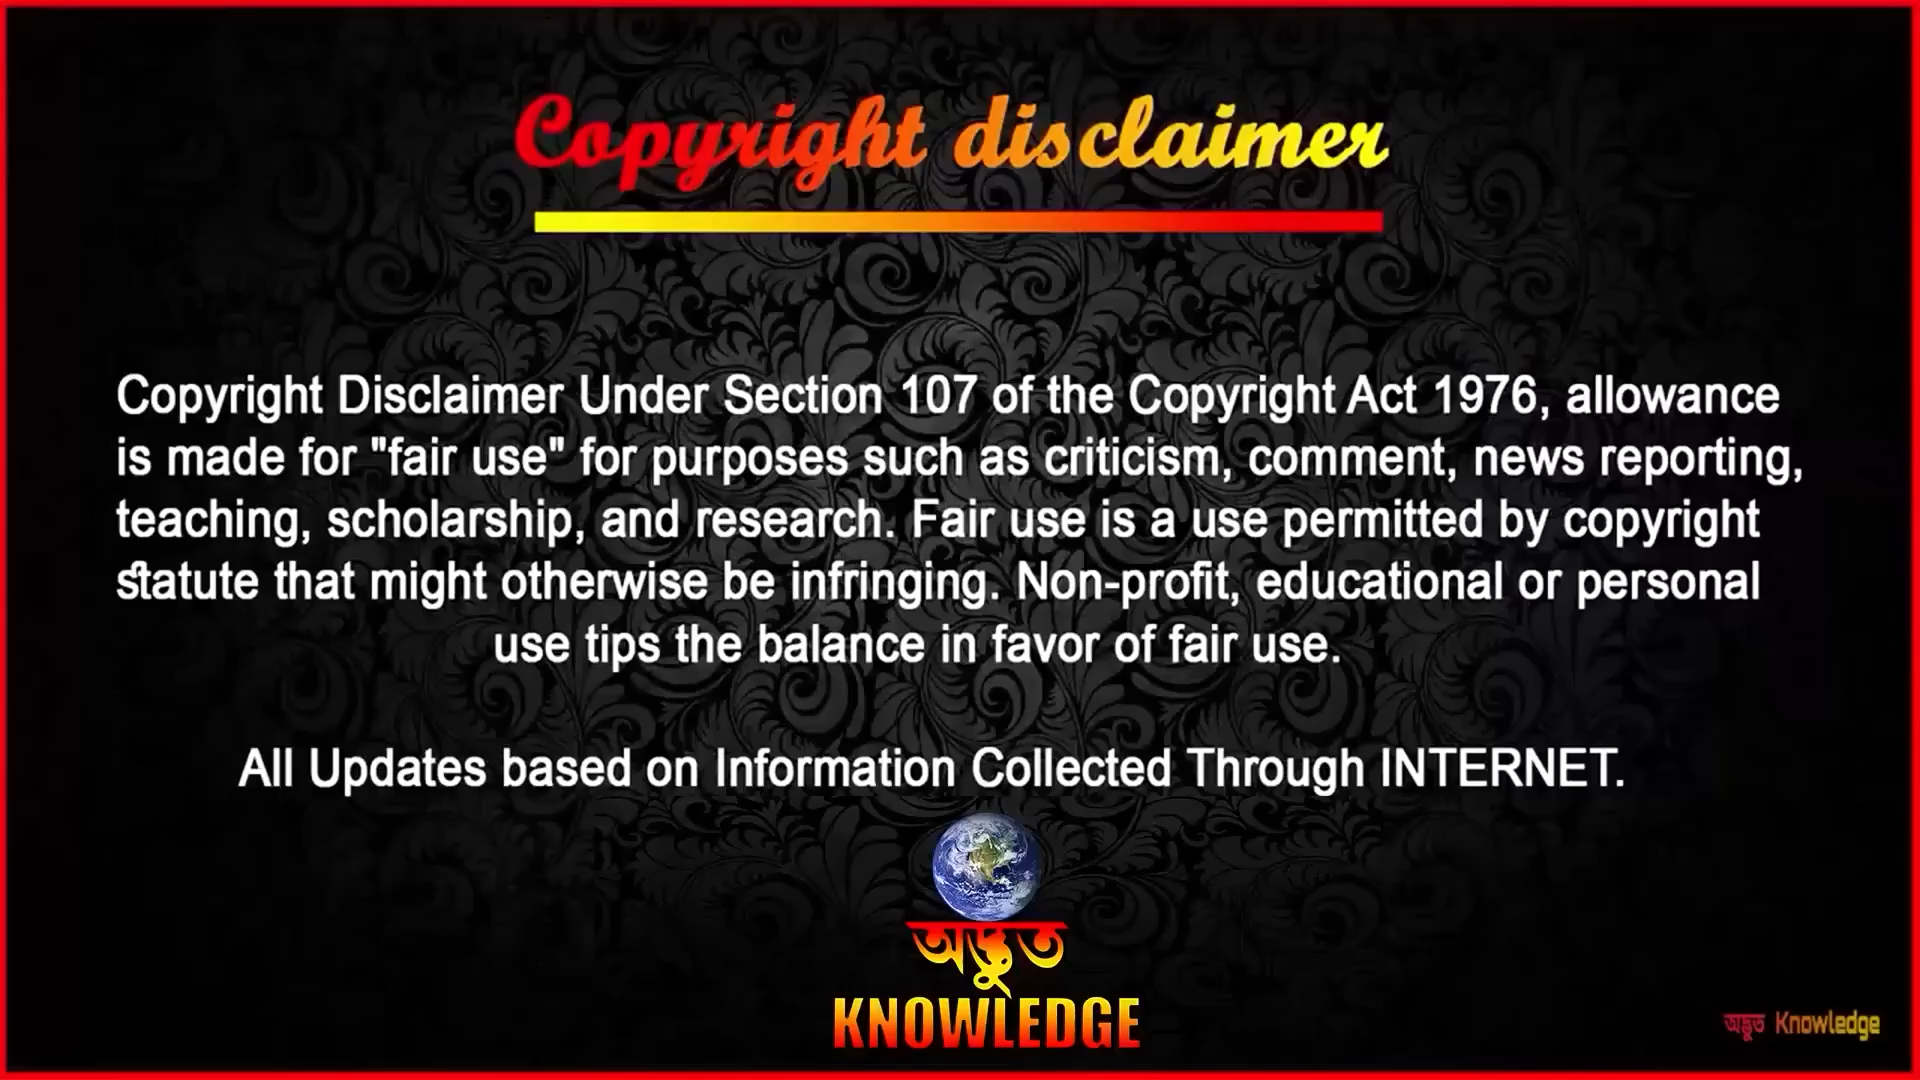 Copyright disclaimer
Copyright Disclaimer Under Section 107 of the Copyright Act 1976, allowance
is made for "fair use" for purposes such as criticism, comment, news reporting,
teaching, scholarship, and research. Fair use is a use permitted by copyright
statute that might otherwise be infringing. Non-profit, educational or personal
use tips the balance in favor of fair use.
All Updates based on Information Collected Through INTERNET.
অদ্ভুত
KNOWLEDGE
অদ্ভুত Knowledge